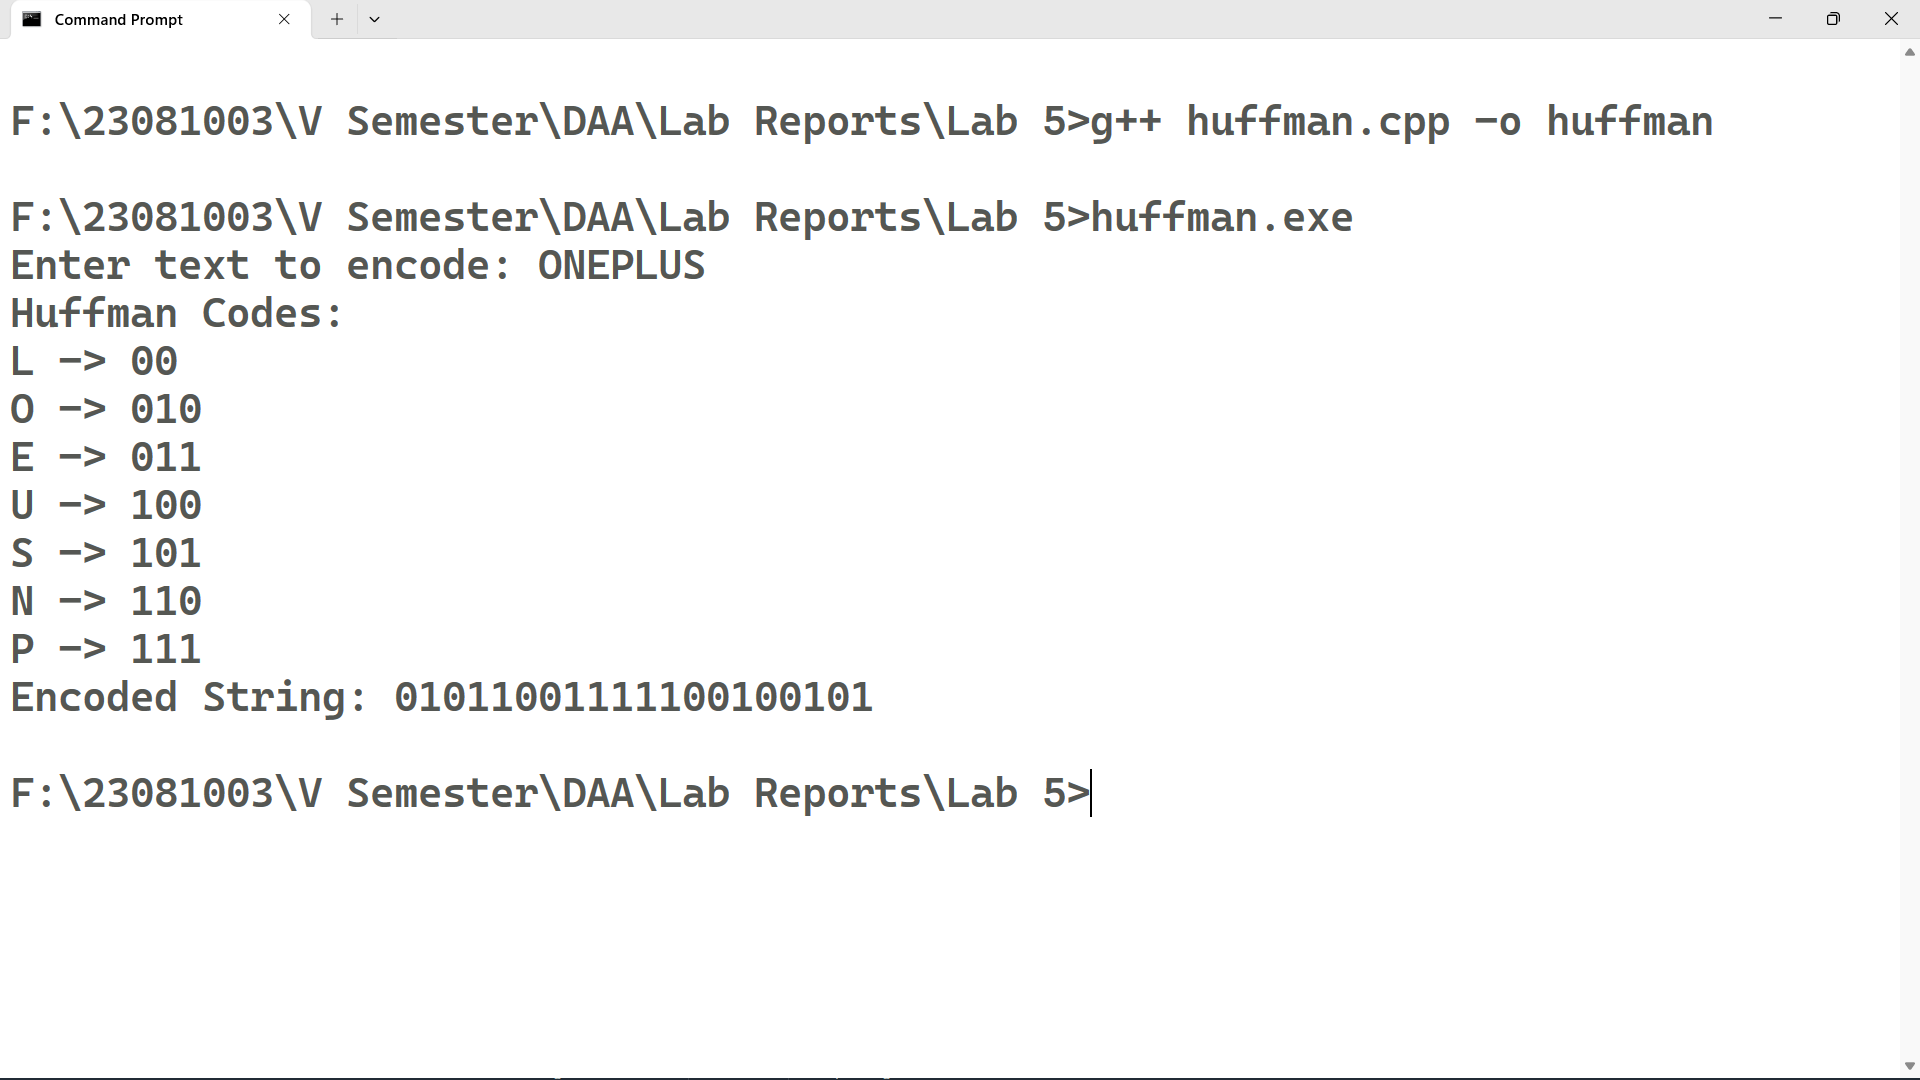 Command Prompt
F:\23081003\V Semester\DAA\Lab Reports\Lab 5>g++ huffman.cpp -o huffman
F:\23081003\V Semester\DAA\Lab Reports\Lab 5>huffman.exe
Enter text to encode: ONEPLUS
Huffman Codes:
L -> 00
O -> 010
E -> 011
U -> 100
S -> 101
N -> 110
P -> 111
Encoded String: 01011001111100100101
F:\23081003\V Semester\DAA\Lab Reports\Lab 5>